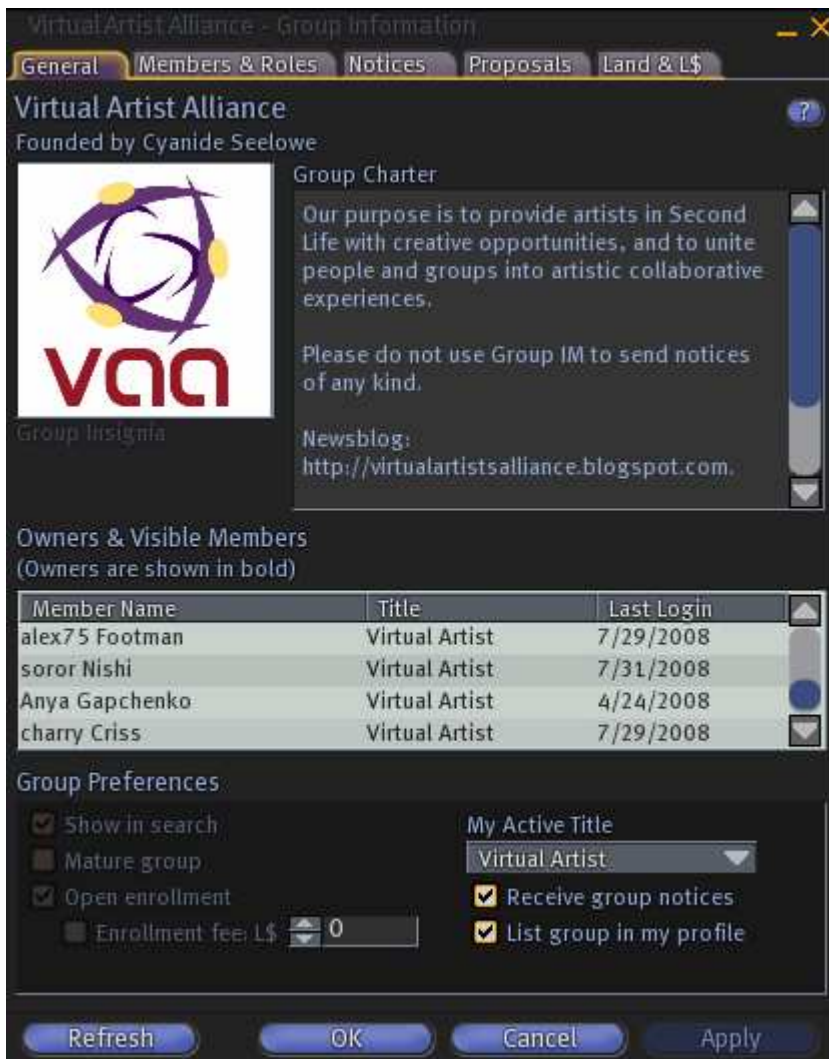 Virtual Artist Alliance - Group Information
General Members & Roles Notices Proposals Land & L$
Virtual Artist Alliance
?
Founded by Cyanide Seelowe
Group Charter
vaa
Group Insignia
Our purpose is to provide artists in Second
Life with creative opportunities, and to unite
people and groups into artistic collaborative
experiences.
Please do not use Group IM to send notices
of any kind.
Newsblog:
http://virtualartistsalliance.blogspot.com.
Owners & Visible Members
(Owners are shown in bold)
Member Name Title Last Login
alex75 Footman Virtual Artist 7/29/2008
soror Nishi Virtual Artist 7/31/2008
Anya Gapchenko Virtual Artist 4/24/2008
charry Criss Virtual Artist 7/29/2008
Group Preferences
Show in search
Mature group
Open enrollment
Enrollment fee: L$ 0
My Active Title
Virtual Artist
Receive group notices
List group in my profile
Refresh OK Cancel Apply